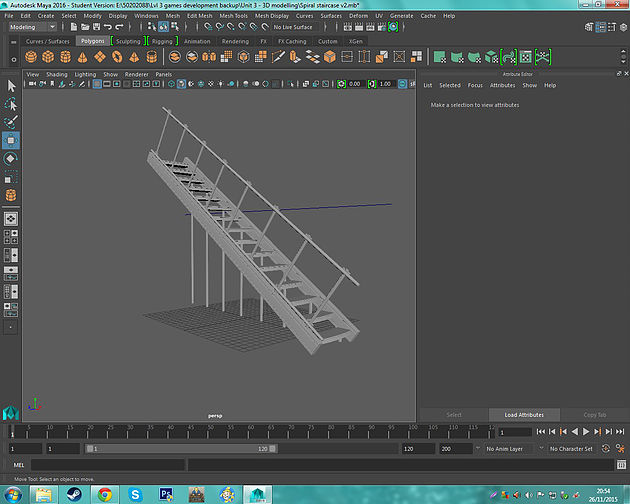 Autodesk Maya 2016 - Student Version: E:\50202088\Lvl 3 games development backup\Unit 3 - 3D modelling\Spiral staircase v2.mb*
File Edit Create Select Modify Display Windows Mesh Edit Mesh Mesh Tools Mesh Display Curves Surfaces Deform UV Generate Cache Help
Modeling No Live Surface
Curves / Surfaces Polygons Sculpting Rigging Animation Rendering FX FX Caching Custom XGen
View Shading Lighting Show Renderer Panels
Attribute Editor
List Selected Focus Attributes Show Help
0.00 1.00
Make a selection to view attributes
persp
Select Load Attributes Copy Tab
5 10 15 20 25 30 35 40 45 50 55 60 65 70 75 80 85 90 95 100 105 110 115 12
1
1 1 1 120 120 200 No Anim Layer No Character Set
MEL
Move Tool: Select an object to move.
20:54
26/11/2015